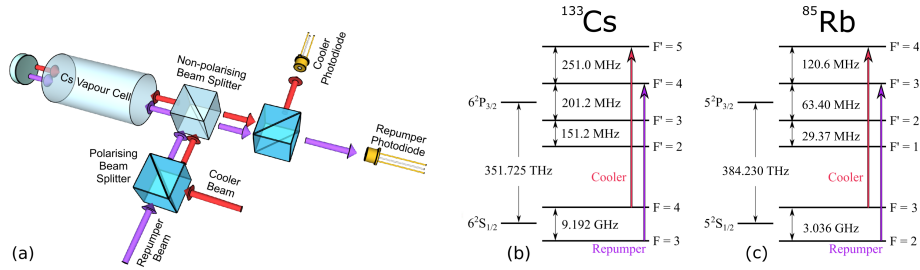 Cs Vapour Cell
Non-polarising
Beam Splitter
Cooler
Photodiode
Repumper
Photodiode
Polarising
Beam
Splitter
Cooler
Beam
Repumper
Beam
(a)
¹³³Cs
F' = 5
251.0 MHz
F' = 4
6²P₃/₂
201.2 MHz
F' = 3
151.2 MHz
F' = 2
351.725 THz
Cooler
F = 4
6²S₁/₂
9.192 GHz
F = 3
(b)
Repumper
⁸⁵Rb
F' = 4
120.6 MHz
F' = 3
5²P₃/₂
63.40 MHz
F' = 2
29.37 MHz
F' = 1
384.230 THz
Cooler
F = 3
5²S₁/₂
3.036 GHz
F = 2
(c)
Repumper